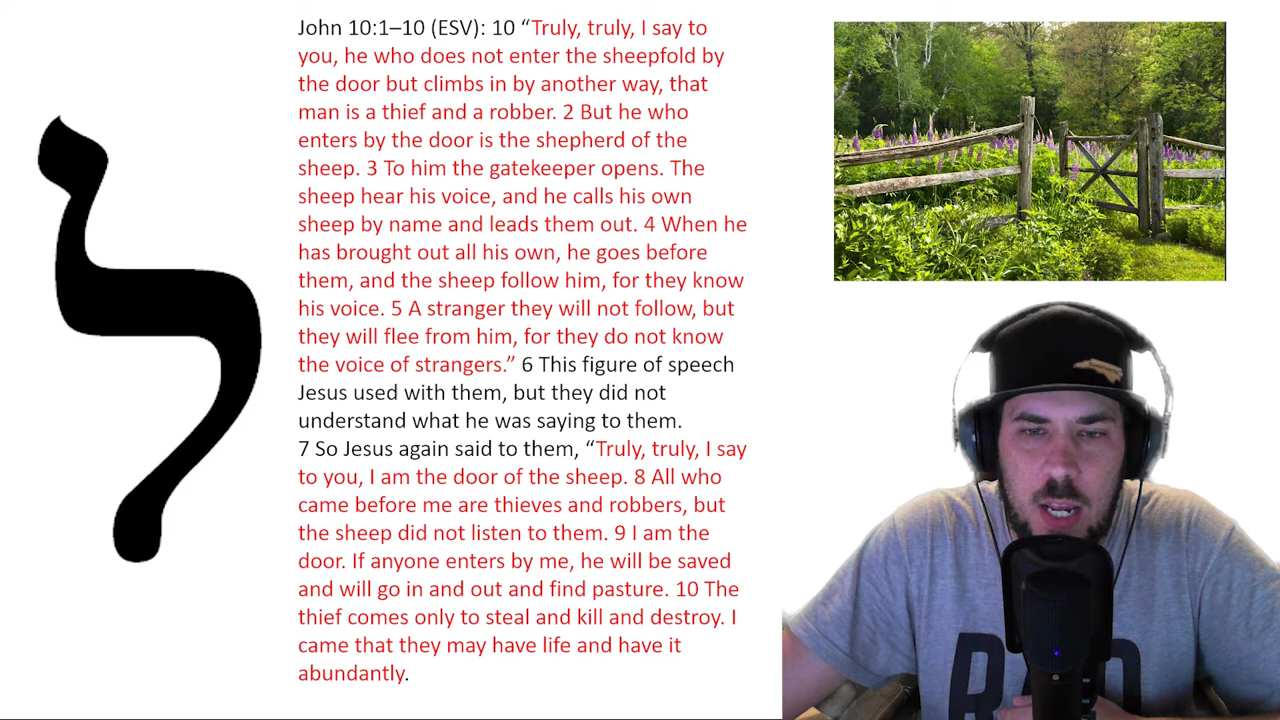 ל
John 10:1–10 (ESV): 10 “Truly, truly, I say to
you, he who does not enter the sheepfold by
the door but climbs in by another way, that
man is a thief and a robber. 2 But he who
enters by the door is the shepherd of the
sheep. 3 To him the gatekeeper opens. The
sheep hear his voice, and he calls his own
sheep by name and leads them out. 4 When he
has brought out all his own, he goes before
them, and the sheep follow him, for they know
his voice. 5 A stranger they will not follow, but
they will flee from him, for they do not know
the voice of strangers.” 6 This figure of speech
Jesus used with them, but they did not
understand what he was saying to them.
7 So Jesus again said to them, “Truly, truly, I say
to you, I am the door of the sheep. 8 All who
came before me are thieves and robbers, but
the sheep did not listen to them. 9 I am the
door. If anyone enters by me, he will be saved
and will go in and out and find pasture. 10 The
thief comes only to steal and kill and destroy. I
came that they may have life and have it
abundantly.